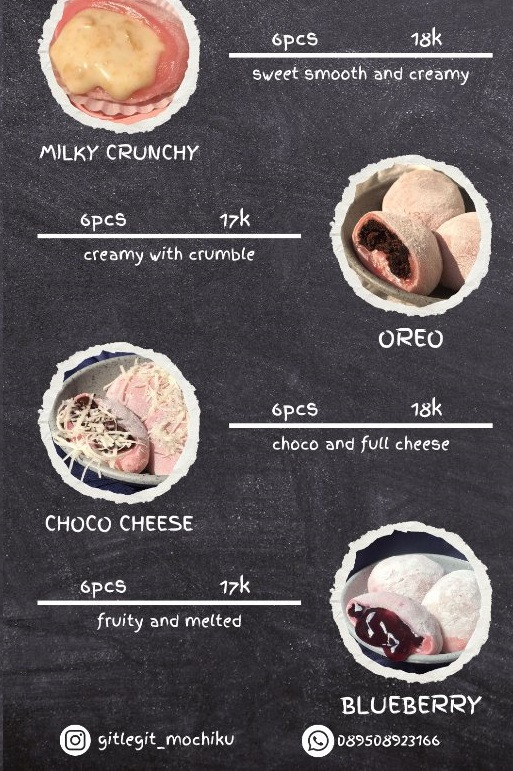 6pcs 18k
sweet smooth and creamy
MILKY CRUNCHY
6pcs 17k
creamy with crumble
OREO
6pcs 18k
choco and full cheese
CHOCO CHEESE
6pcs 17k
fruity and melted
BLUEBERRY
gitlegit_mochiku 089508923166